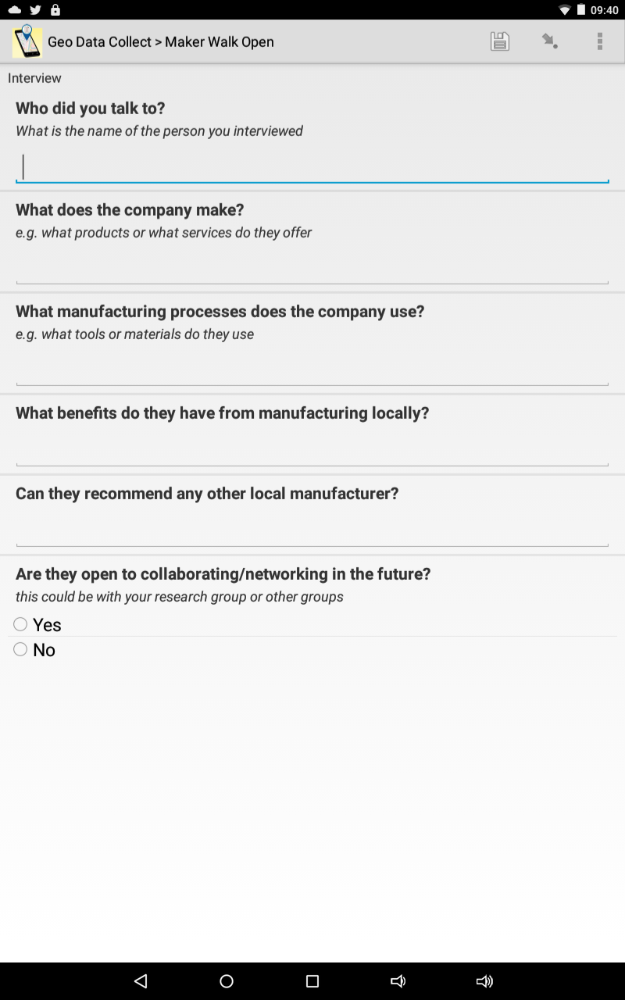 09:40
Geo Data Collect > Maker Walk Open
Interview
Who did you talk to?
What is the name of the person you interviewed
What does the company make?
e.g. what products or what services do they offer
What manufacturing processes does the company use?
e.g. what tools or materials do they use
What benefits do they have from manufacturing locally?
Can they recommend any other local manufacturer?
Are they open to collaborating/networking in the future?
this could be with your research group or other groups
Yes
No